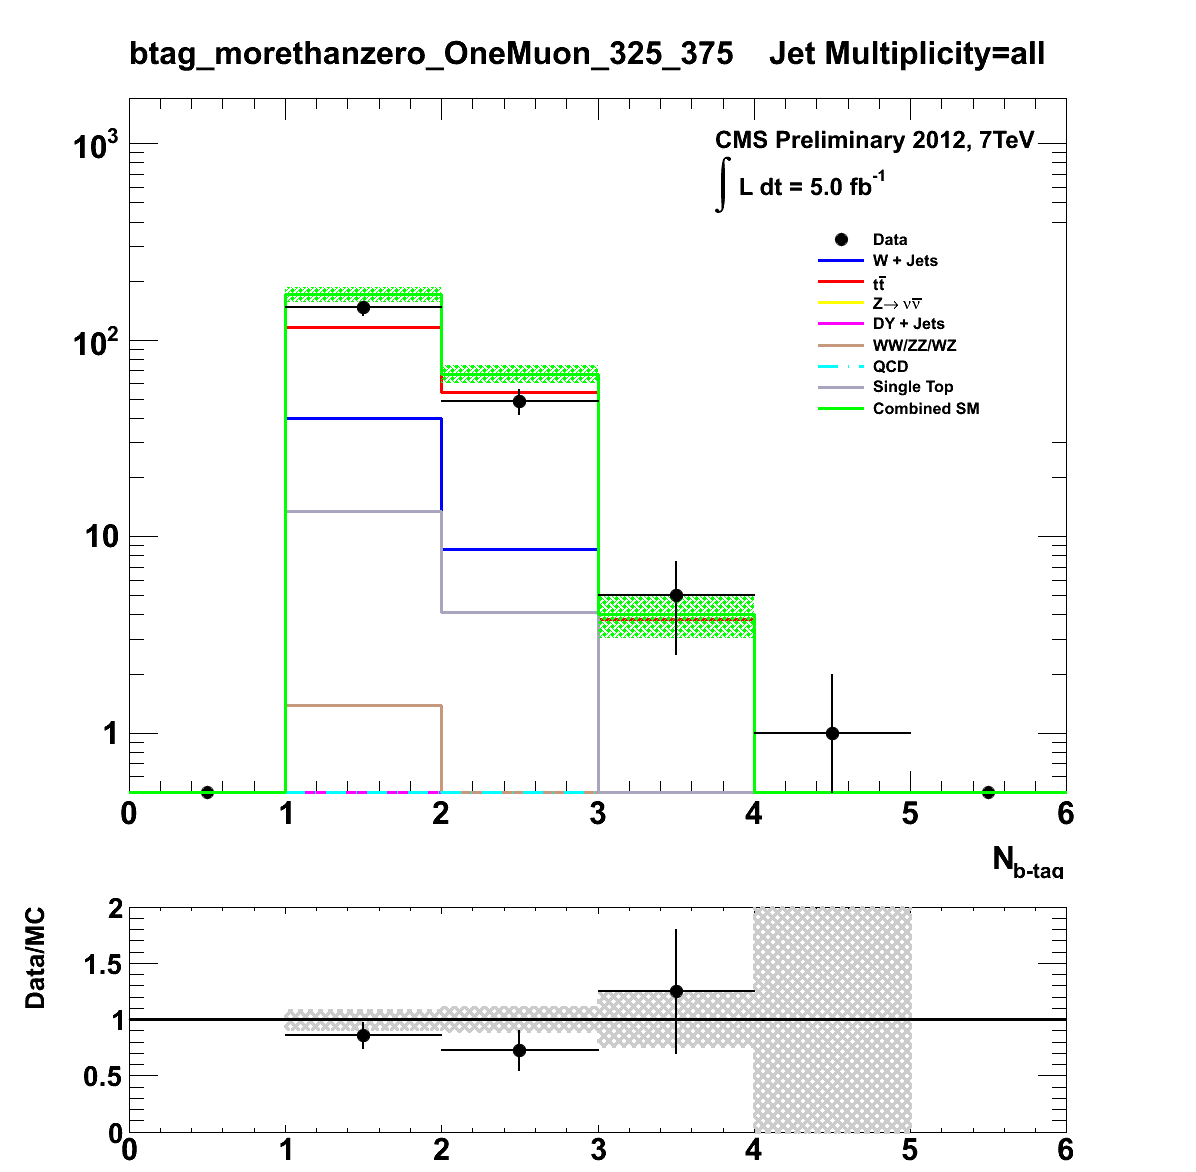 btag_morethanzero_OneMuon_325_375 Jet Multiplicity=all
10³
CMS Preliminary 2012, 7TeV
∫ L dt = 5.0 fb⁻¹
Data
W + Jets
tt̅
Z→ νν̅
DY + Jets
WW/ZZ/WZ
QCD
Single Top
Combined SM
10²
10
1
0 1 2 3 4 5 6
N_b-tag
Data/MC
2
1.5
1
0.5
0
0 1 2 3 4 5 6